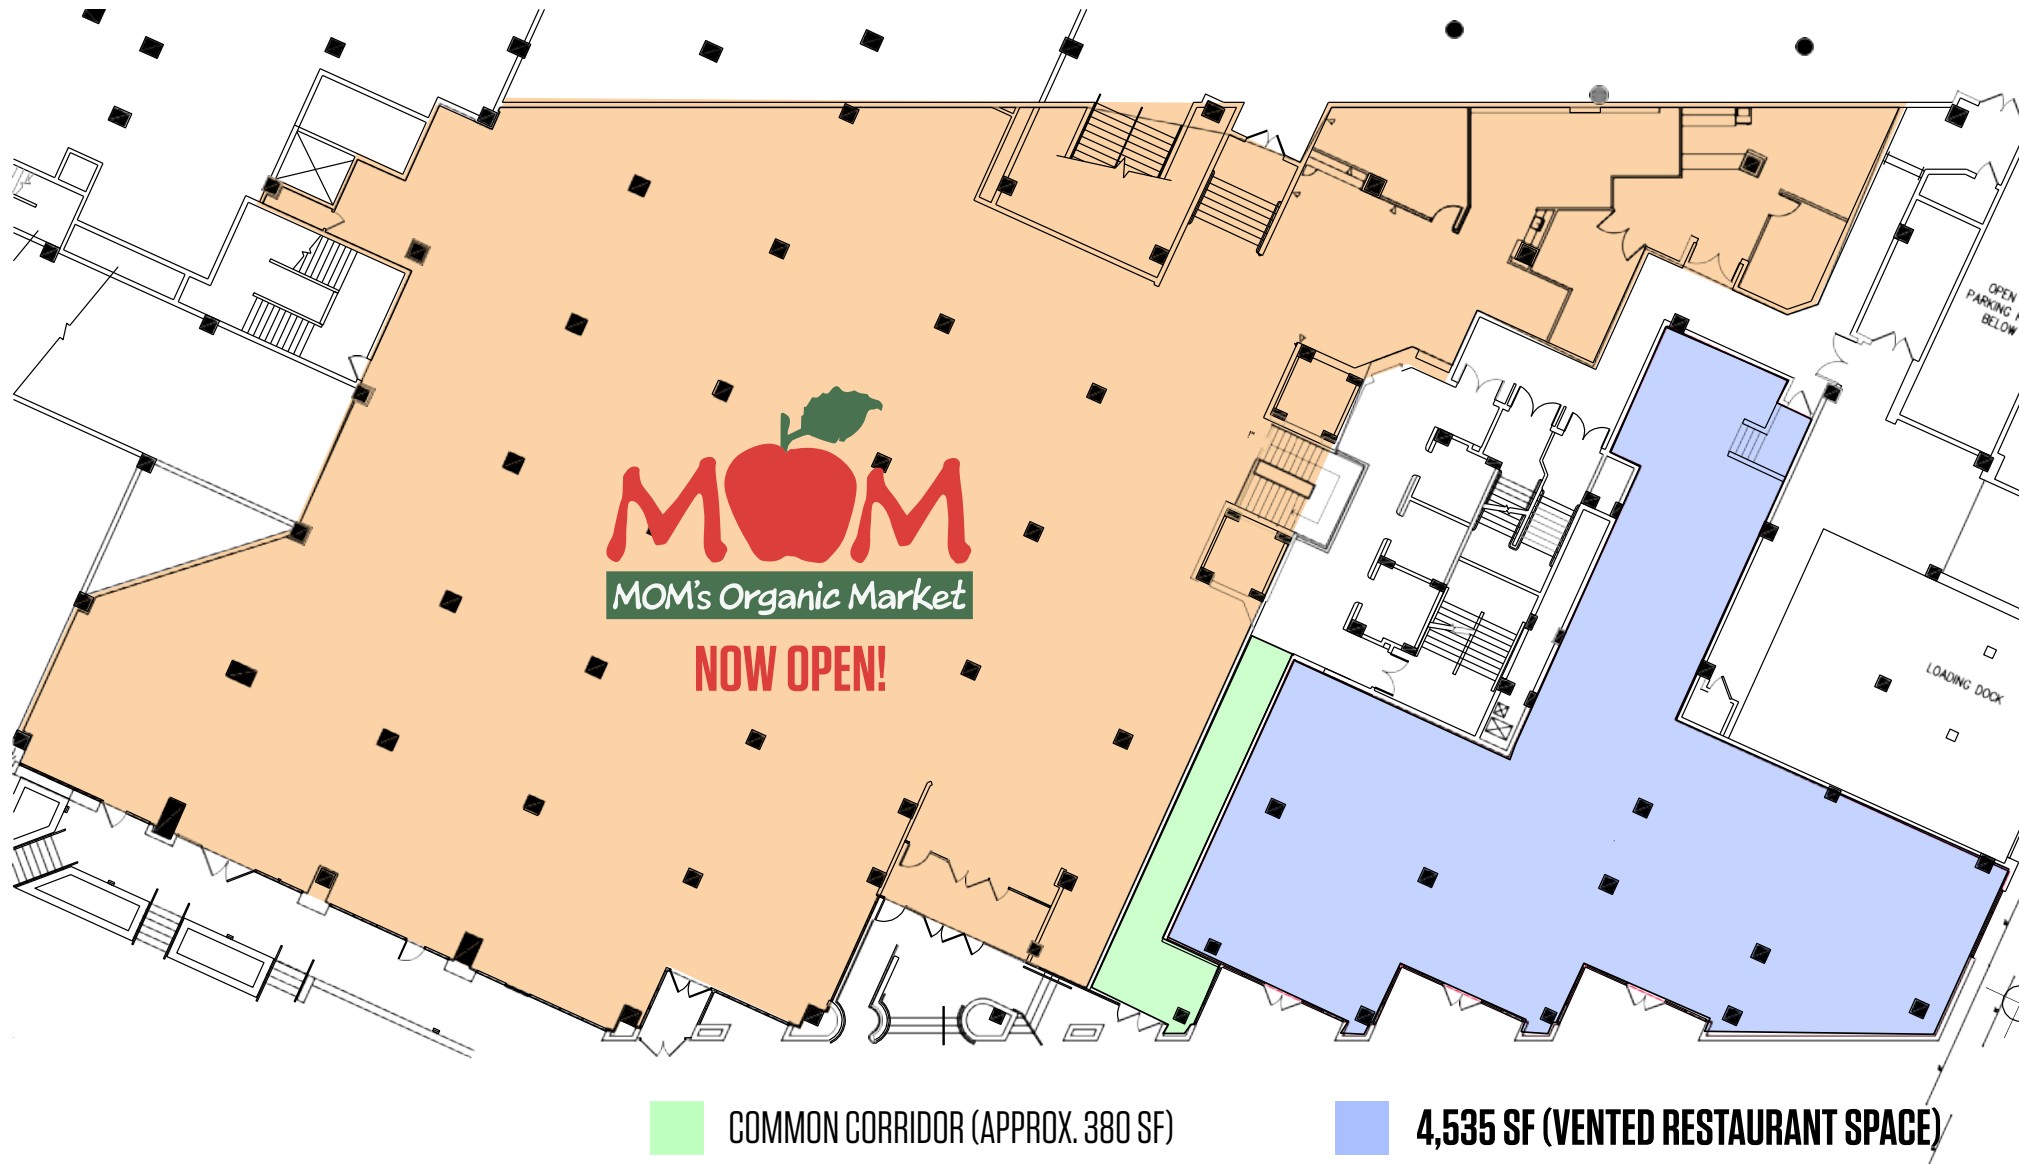 OPEN
PARKING
BELOW
MOM
MOM's Organic Market
NOW OPEN!
LOADING DOCK
COMMON CORRIDOR (APPROX. 380 SF)
4,535 SF (VENTED RESTAURANT SPACE)